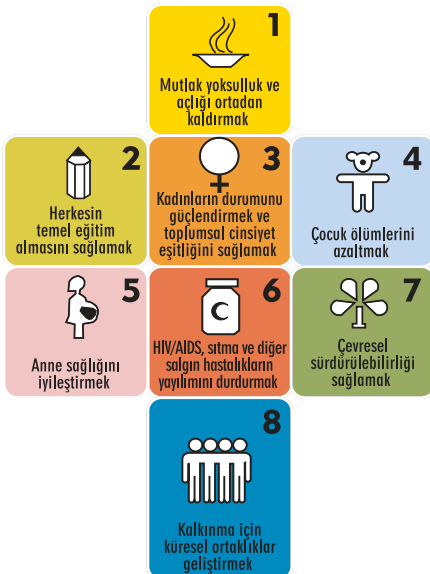 1
Mutlak yoksulluk ve
açlığı ortadan
kaldırmak
2
Herkesin
temel eğitim
almasını sağlamak
3
Kadınların durumunu
güçlendirmek ve
toplumsal cinsiyet
eşitliğini sağlamak
4
Çocuk ölümlerini
azaltmak
5
Anne sağlığını
iyileştirmek
6
HIV/AIDS, sıtma ve diğer
salgın hastalıkların
yayılımını durdurmak
7
Çevresel
sürdürülebilirliği
sağlamak
8
Kalkınma için
küresel ortaklıklar
geliştirmek